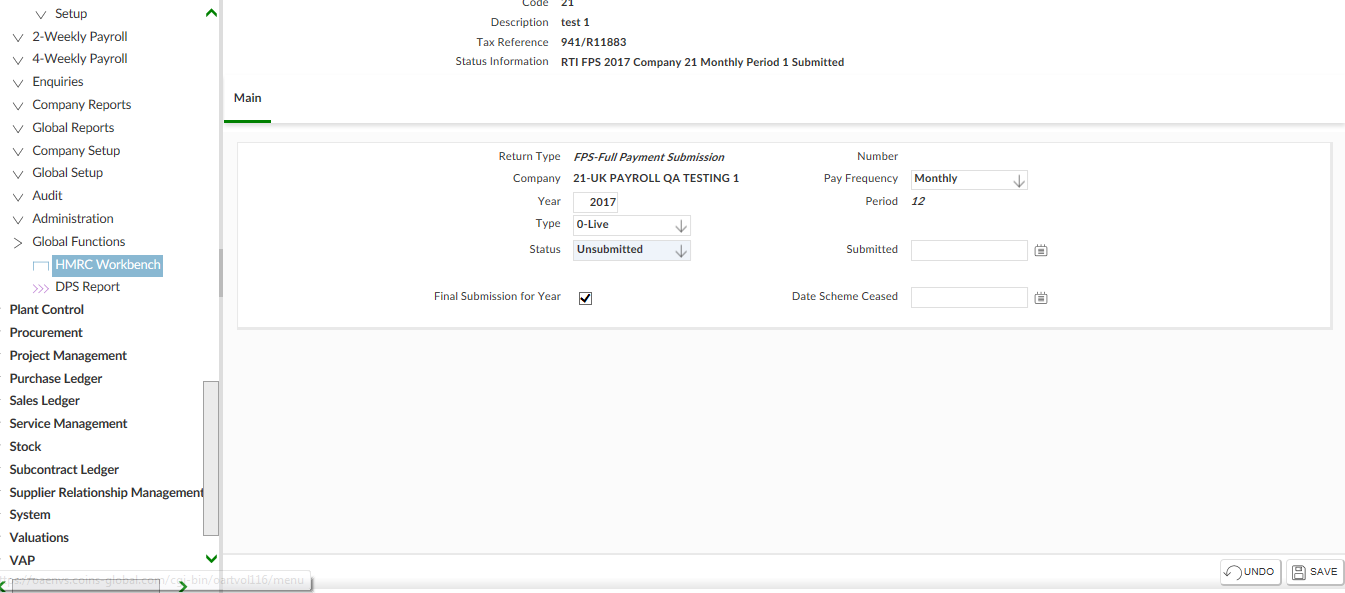 Setup
2-Weekly Payroll
4-Weekly Payroll
Enquiries
Company Reports
Global Reports
Company Setup
Global Setup
Audit
Administration
Global Functions
HMRC Workbench
DPS Report
Plant Control
Procurement
Project Management
Purchase Ledger
Sales Ledger
Service Management
Stock
Subcontract Ledger
Supplier Relationship Management
System
Valuations
VAP
Code 21
Description test 1
Tax Reference 941/R11883
Status Information RTI FPS 2017 Company 21 Monthly Period 1 Submitted
Main
Return Type FPS-Full Payment Submission Number
Company 21-UK PAYROLL QA TESTING 1 Pay Frequency Monthly
Year 2017 Period 12
Type 0-Live
Status Unsubmitted Submitted
Final Submission for Year Date Scheme Ceased
UNDO SAVE